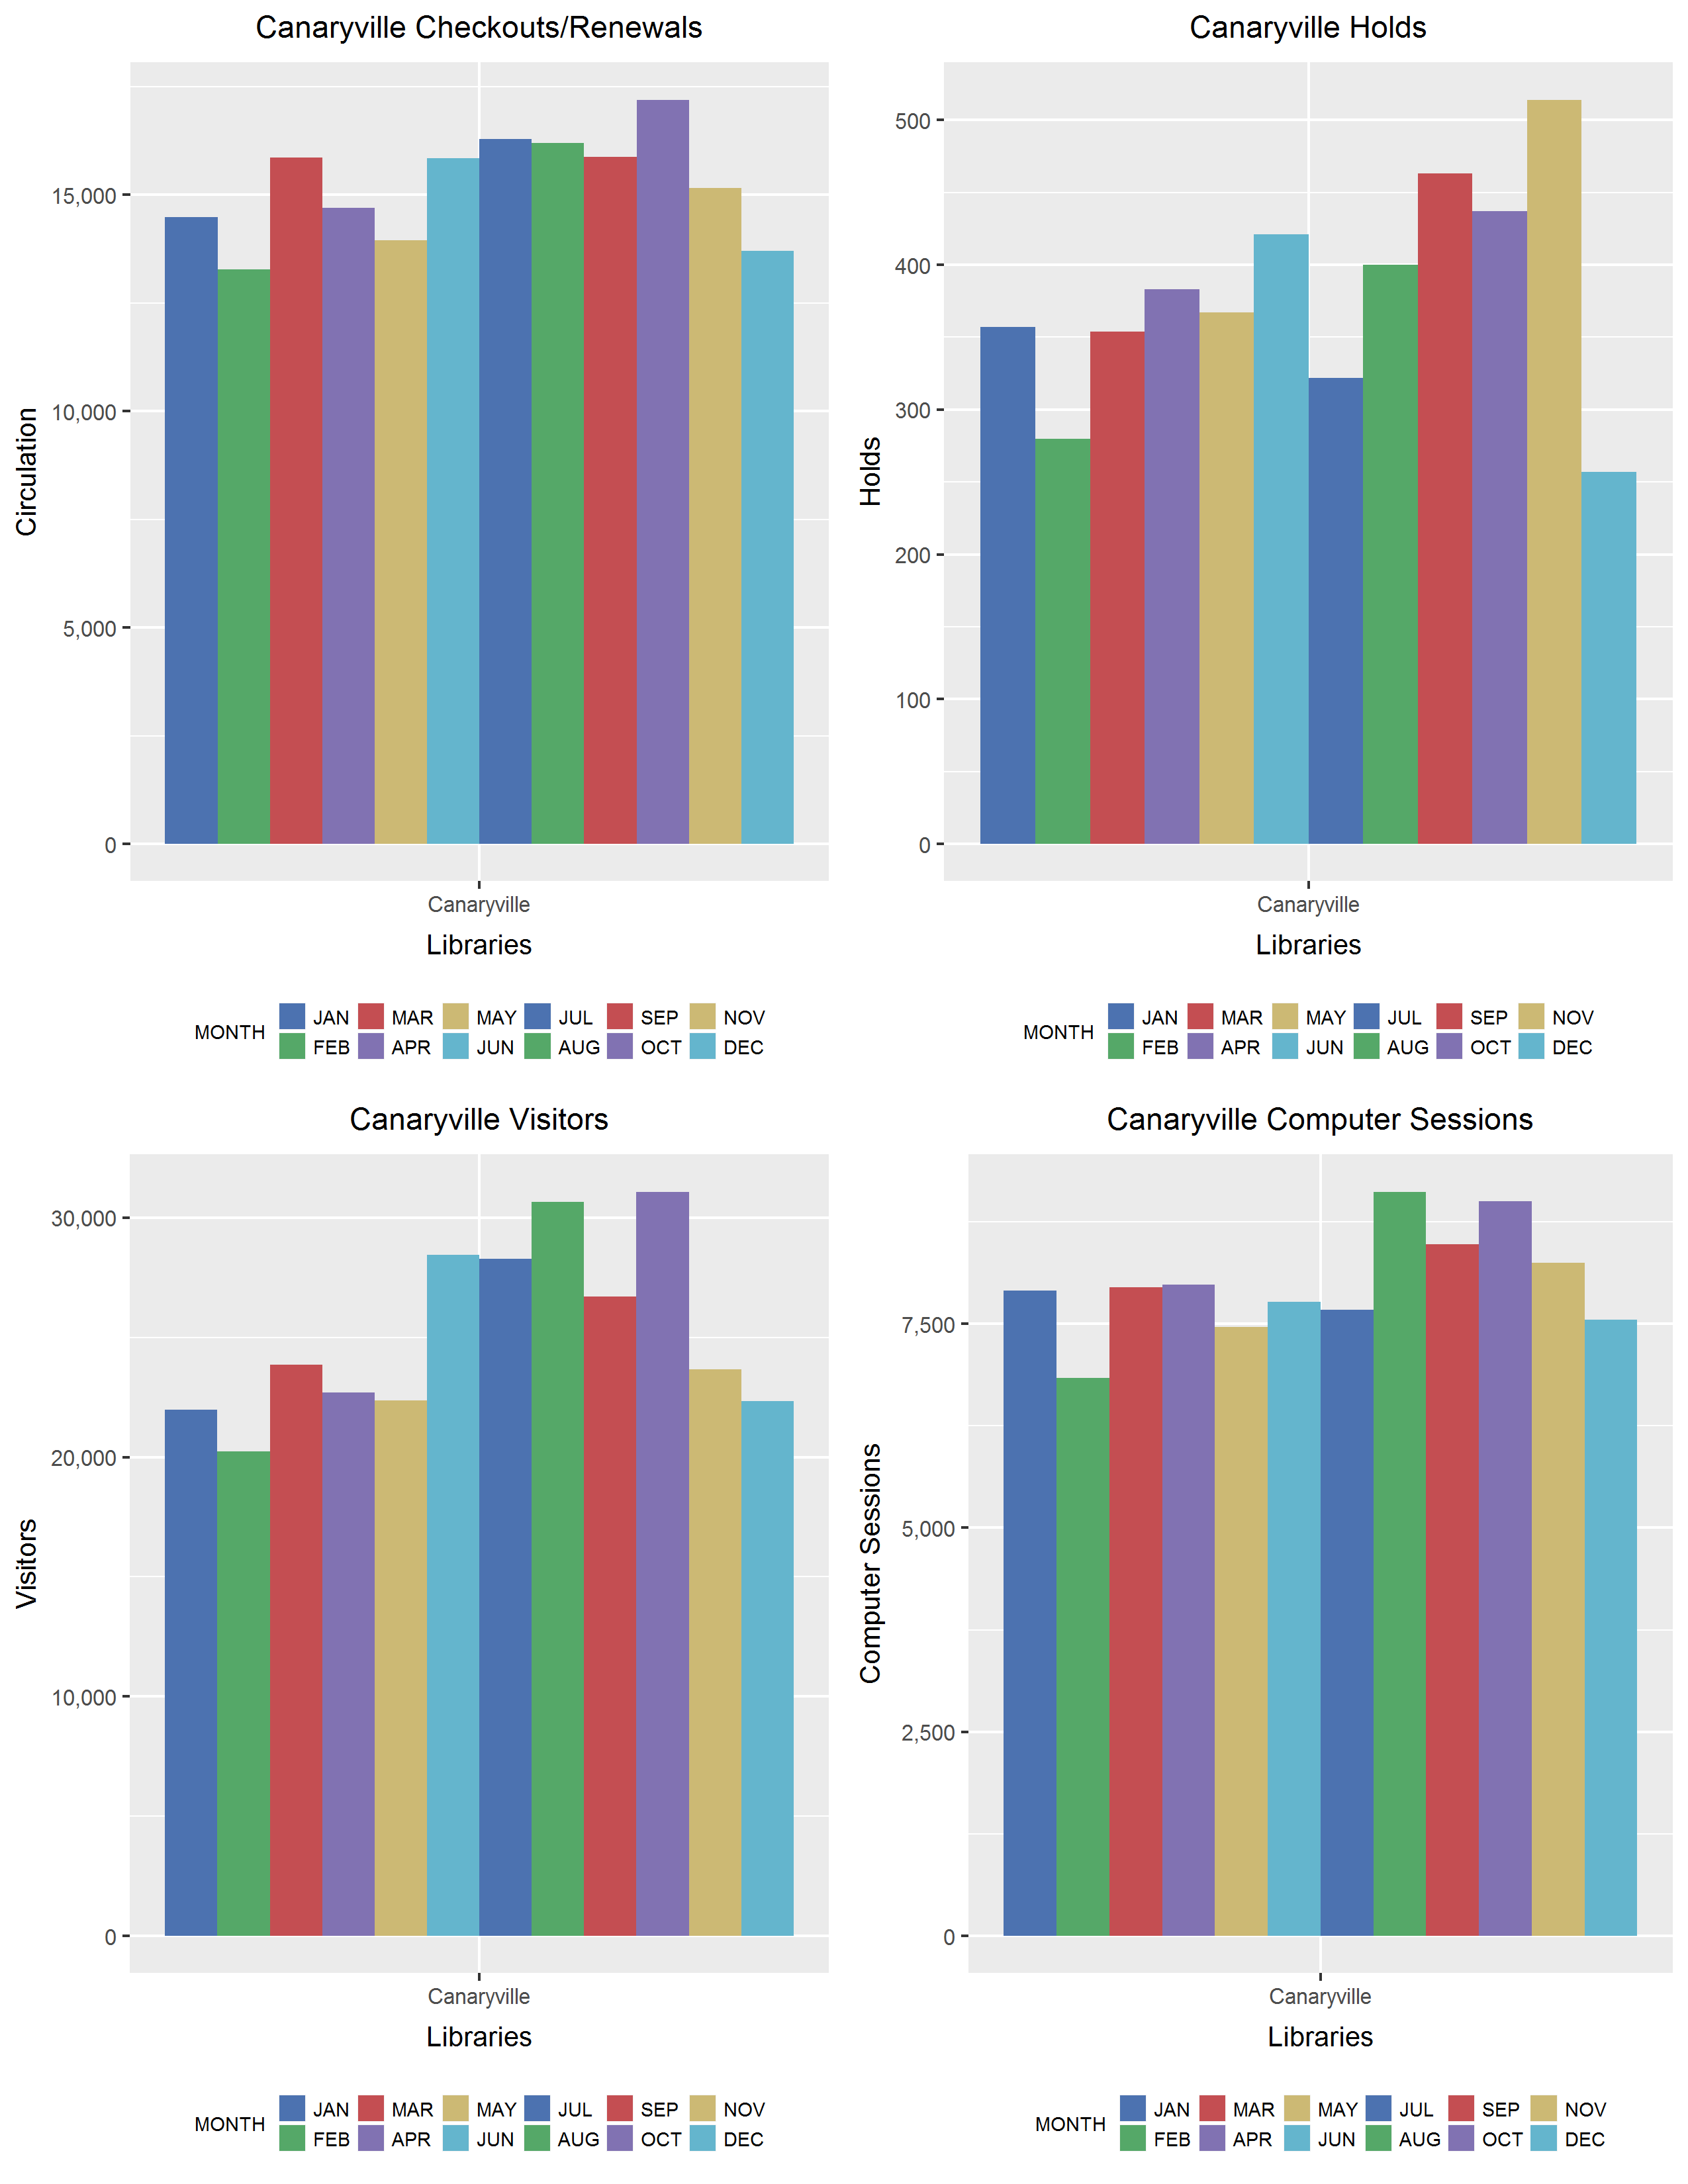 Canaryville Checkouts/Renewals
Circulation
15,000
10,000
5,000
0
Canaryville
Libraries
MONTH
JAN MAR MAY JUL SEP NOV
FEB APR JUN AUG OCT DEC
Canaryville Holds
Holds
500
400
300
200
100
0
Canaryville
Libraries
MONTH
JAN MAR MAY JUL SEP NOV
FEB APR JUN AUG OCT DEC
Canaryville Visitors
Visitors
30,000
20,000
10,000
0
Canaryville
Libraries
MONTH
JAN MAR MAY JUL SEP NOV
FEB APR JUN AUG OCT DEC
Canaryville Computer Sessions
Computer Sessions
7,500
5,000
2,500
0
Canaryville
Libraries
MONTH
JAN MAR MAY JUL SEP NOV
FEB APR JUN AUG OCT DEC